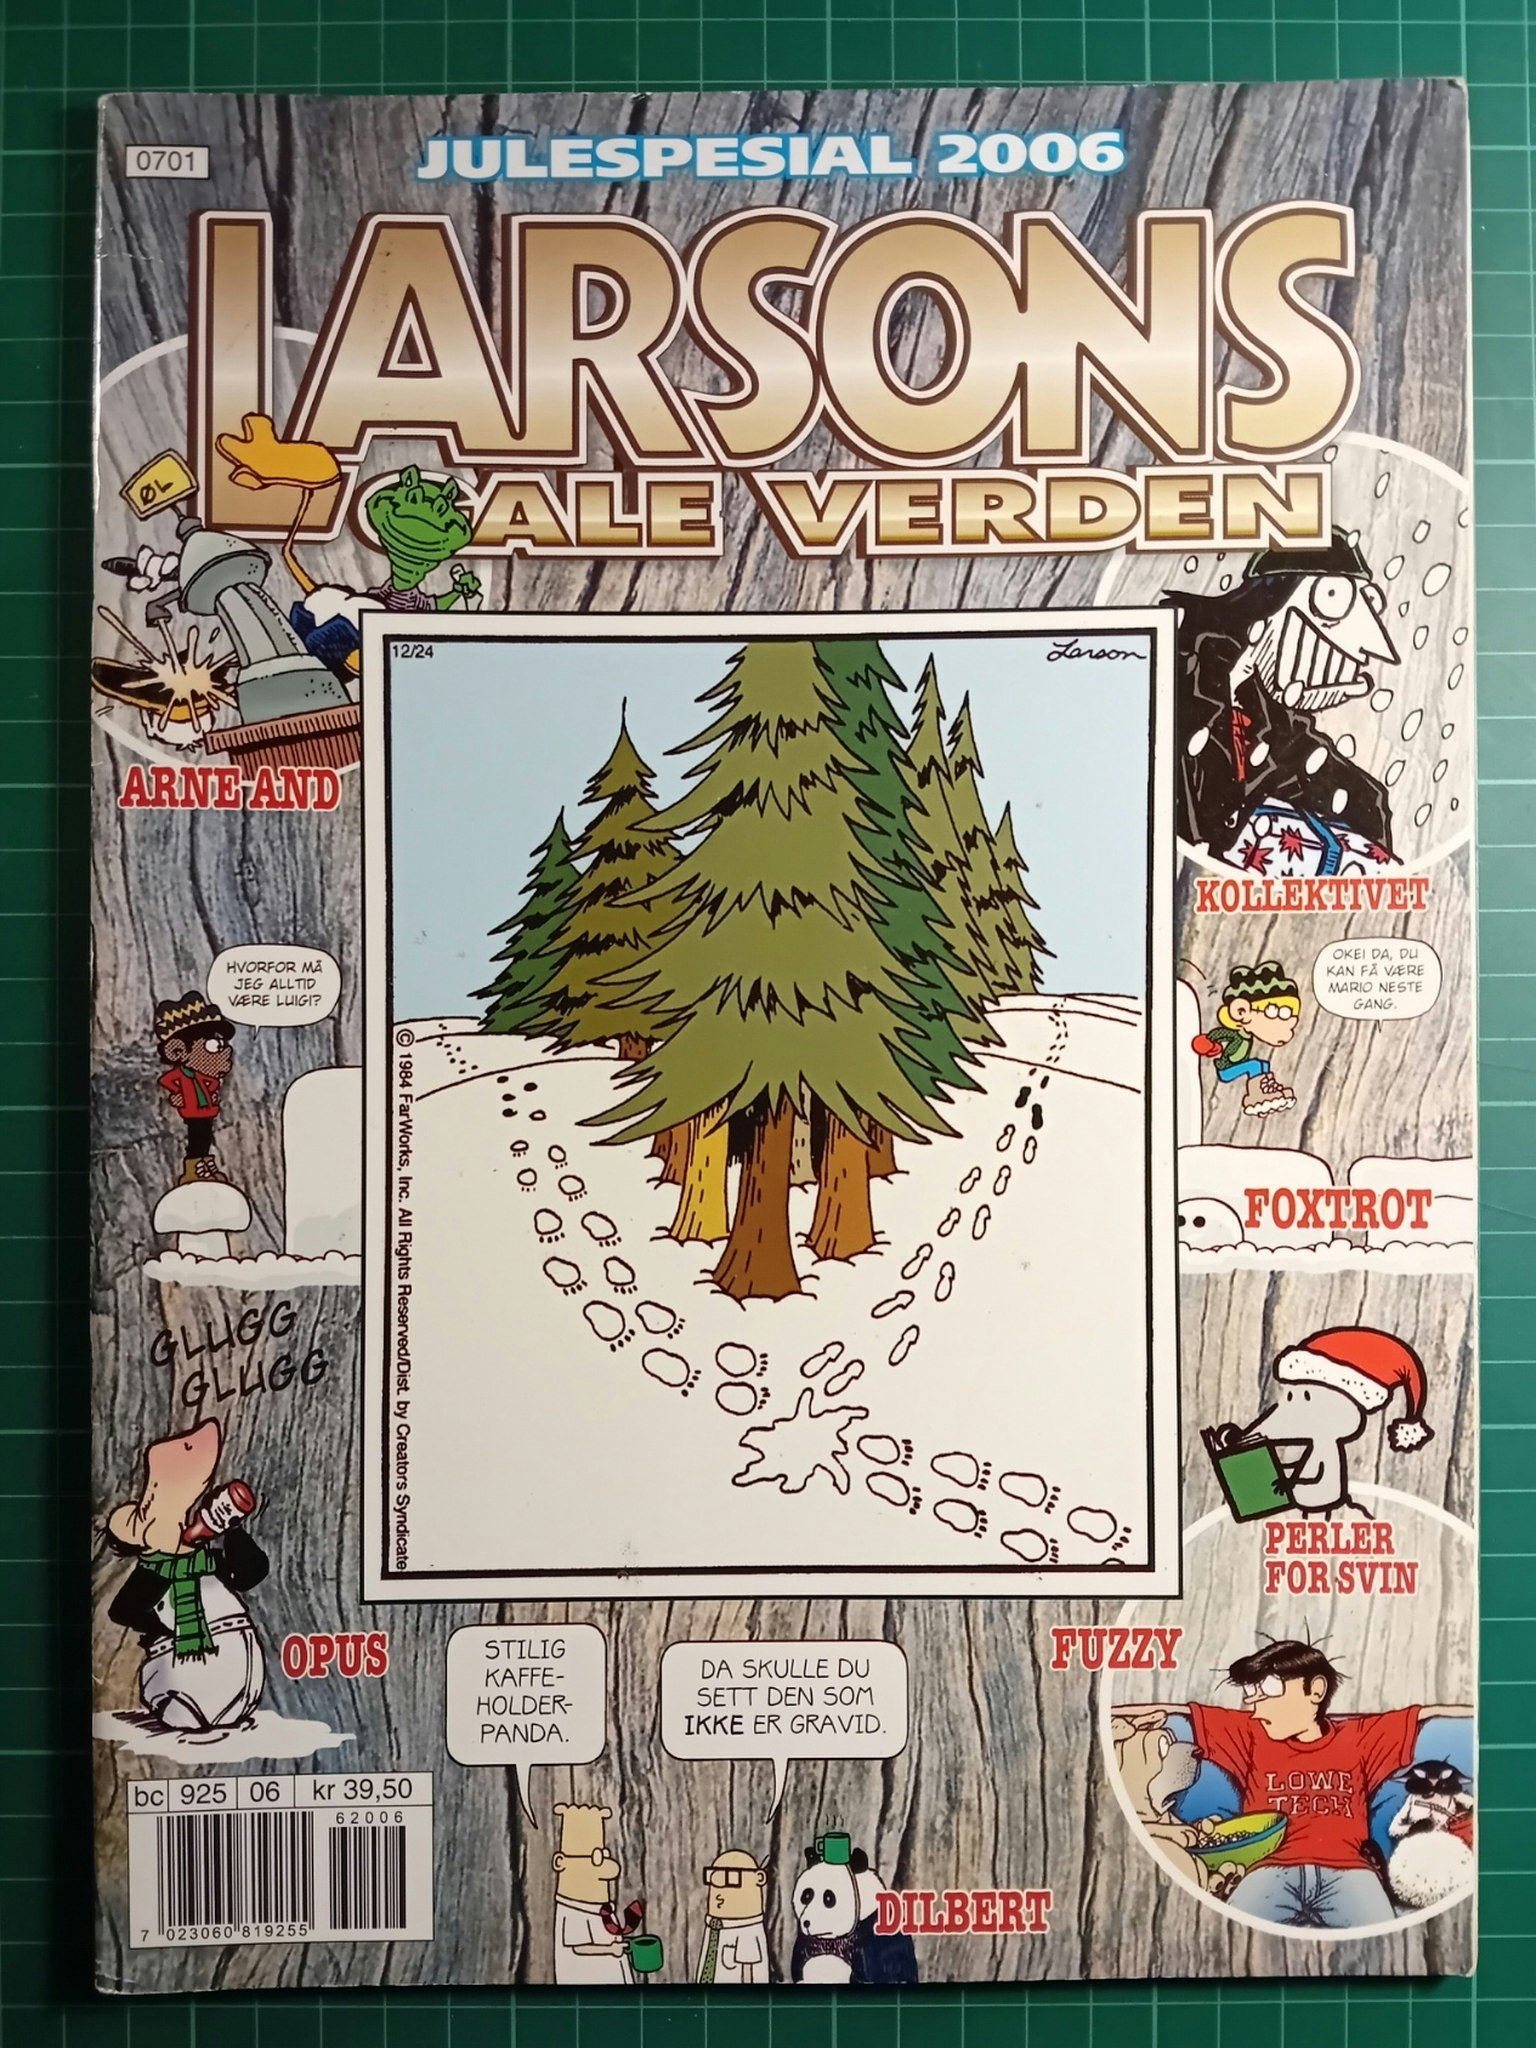 0701
JULESPESIAL 2006
LARSONS
GALE VERDEN
ØL
ARNE AND
12/24
Larson
KOLLEKTIVET
HVORFOR MÅ
JEG ALLTID
VÆRE LUIGI?
OKEI DA, DU
KAN FÅ VÆRE
MARIO NESTE
GANG.
FOXTROT
© 1984 FarWorks, Inc. All Rights Reserved/Dist. by Creators Syndicate
GLUGG
GLUGG
OPUS
PERLER
FOR SVIN
FUZZY
STILIG
KAFFE-
HOLDER-
PANDA.
DA SKULLE DU
SETT DEN SOM
IKKE ER GRAVID.
LOWE
TECH
DILBERT
bc 925 06 kr 39,50
62006
7 023060 819255